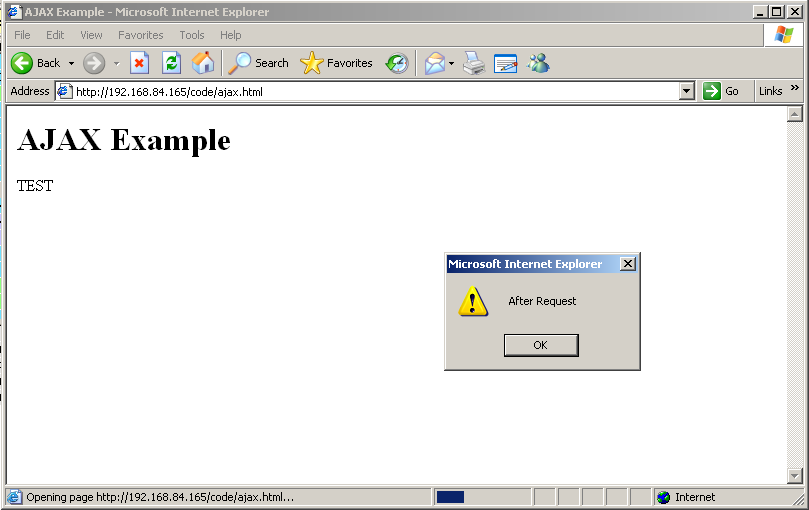 AJAX Example - Microsoft Internet Explorer
File Edit View Favorites Tools Help
Back Search Favorites
Address http://192.168.84.165/code/ajax.html Go Links »
AJAX Example
TEST
Microsoft Internet Explorer
After Request
OK
Opening page http://192.168.84.165/code/ajax.html... Internet